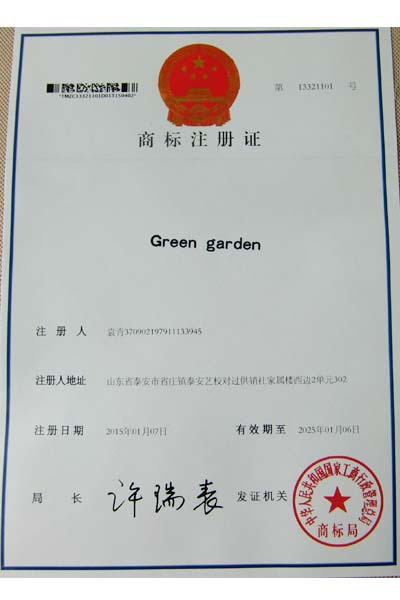 第 13321101 号
*TMZC13321101D01T150402*
商标注册证
Green garden
注 册 人 袁青370902197911133945
注册人地址 山东省泰安市省庄镇泰安艺校对过供销社家属楼西边2单元302
注册日期 2015年01月07日 有效期至 2025年01月06日
局 长 许瑞表 发证机关
中华人民共和国国家工商行政管理总局
商标局